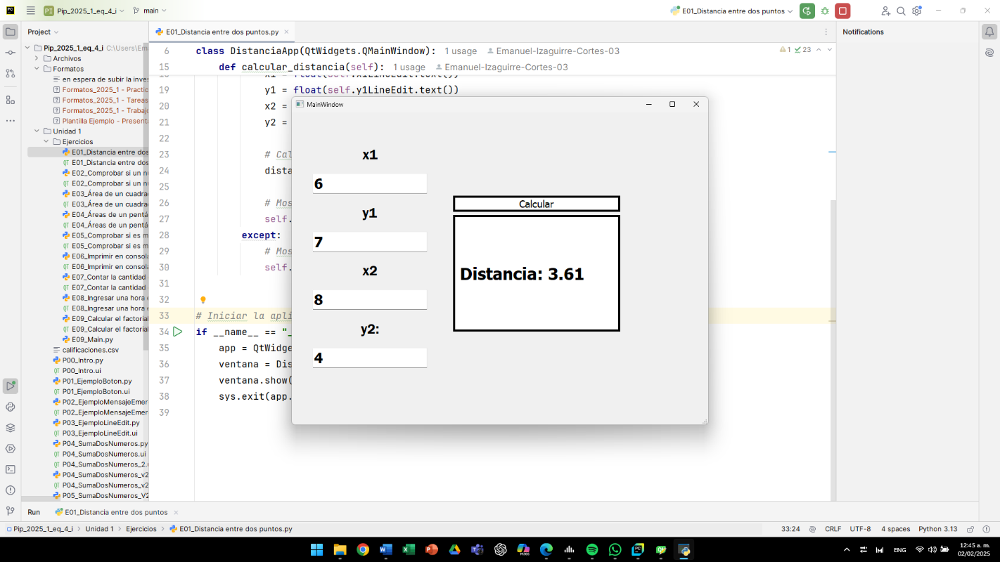 Pip_2025_1_eq_4_i
main
E01_Distancia entre dos puntos
Project
E01_Distancia entre dos puntos.py
Notifications
Pip_2025_1_eq_4_i C:\Users\Em
Archivos
Formatos
en espera de subir la inves
Formatos_2025_1 - Practic
Formatos_2025_1 - Tareas
Formatos_2025_1 - Trabajo
Plantilla Ejemplo - Present
Unidad 1
Ejercicios
E01_Distancia entre dos
E01_Distancia entre dos
E02_Comprobar si un nu
E02_Comprobar si un nu
E03_Área de un cuadra
E03_Área de un cuadra
E04_Áreas de un pentá
E04_Áreas de un pentá
E05_Comprobar si es m
E05_Comprobar si es m
E06_Imprimir en consola
E06_Imprimir en consola
E07_Contar la cantidad
E07_Contar la cantidad
E08_Ingresar una hora e
E08_Ingresar una hora e
E09_Calcular el factorial
E09_Calcular el factorial
E09_Main.py
calificaciones.csv
P00_Intro.py
P00_Intro.ui
P01_EjemploBoton.py
P01_EjemploBoton.ui
P02_EjemploMensajeEmer
P02_EjemploMensajeEmer
P03_EjemploLineEdit.py
P03_EjemploLineEdit.ui
P04_SumaDosNumeros.py
P04_SumaDosNumeros.ui
P04_SumaDosNumeros_2.
P04_SumaDosNumeros_v2
P04_SumaDosNumeros_v2
P05_SumaDosNumeros_V2
6 class DistanciaApp(QtWidgets.QMainWindow): 1 usage Emanuel-Izaguirre-Cortes-03
1 23
15 def calcular_distancia(self): 1 usage Emanuel-Izaguirre-Cortes-03
x1 = float(self.x1LineEdit.text())
19 y1 = float(self.y1LineEdit.text())
20 x2 =
21 y2 =
22
23 # Cal
24 dista
25
26 # Mos
27 self.
28 except:
29 # Mos
30 self.
31
32
33 # Iniciar la apli
34 if __name__ == "_
35 app = QtWidge
36 ventana = Dis
37 ventana.show(
38 sys.exit(app.
39
MainWindow
x1
6
y1
7
x2
8
y2:
4
Calcular
Distancia: 3.61
Run
E01_Distancia entre dos puntos
Pip_2025_1_eq_4_i > Unidad 1 > Ejercicios > E01_Distancia entre dos puntos.py
33:24 CRLF UTF-8 4 spaces Python 3.13
ENG
12:45 a. m.
02/02/2025